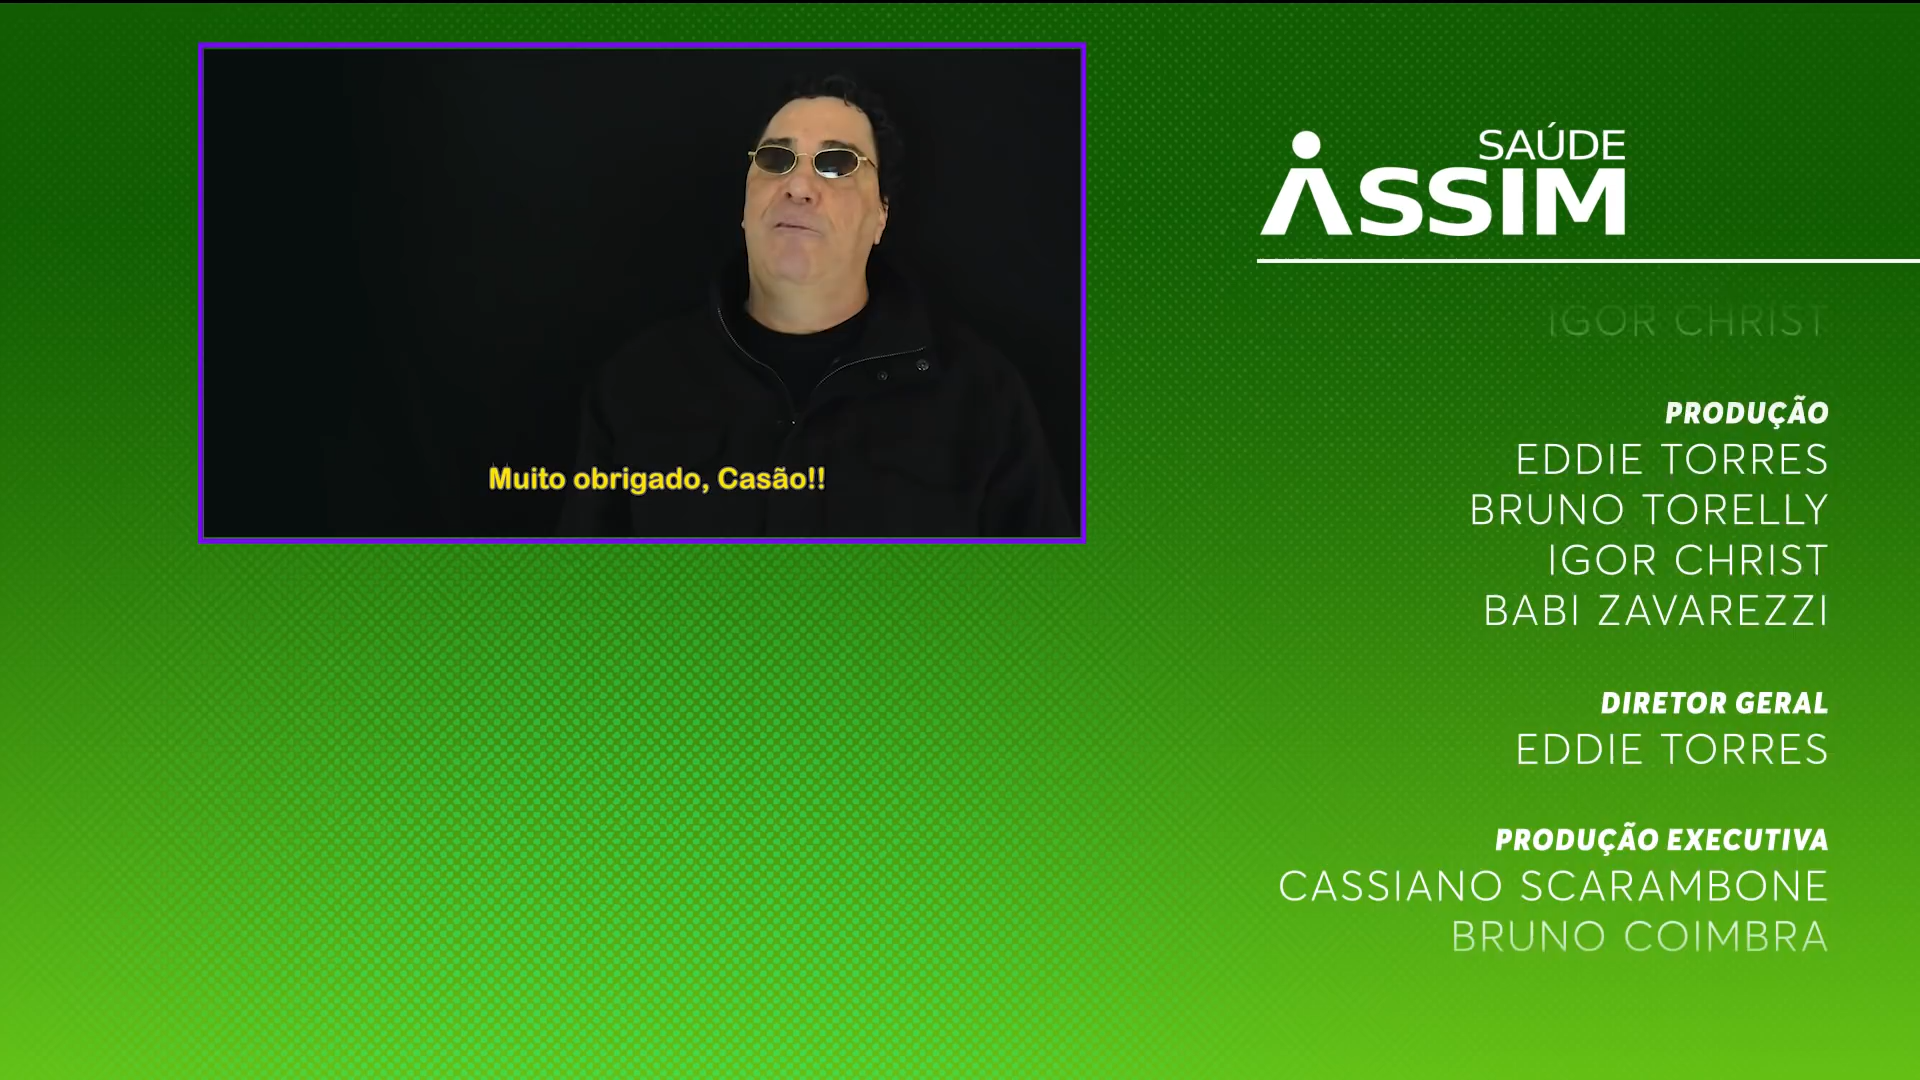 Muito obrigado, Casão!!
SAÚDE
ASSIM
IGOR CHRIST
PRODUÇÃO
EDDIE TORRES
BRUNO TORELLY
IGOR CHRIST
BABI ZAVAREZZI
DIRETOR GERAL
EDDIE TORRES
PRODUÇÃO EXECUTIVA
CASSIANO SCARAMBONE
BRUNO COIMBRA